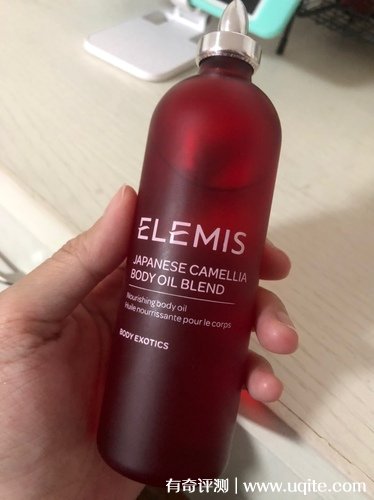 ELEMIS
JAPANESE CAMELLIA
BODY OIL BLEND
Nourishing body oil
Huile nourrissante pour le corps
BODY EXOTICS
有奇评测 | www.uqite.com